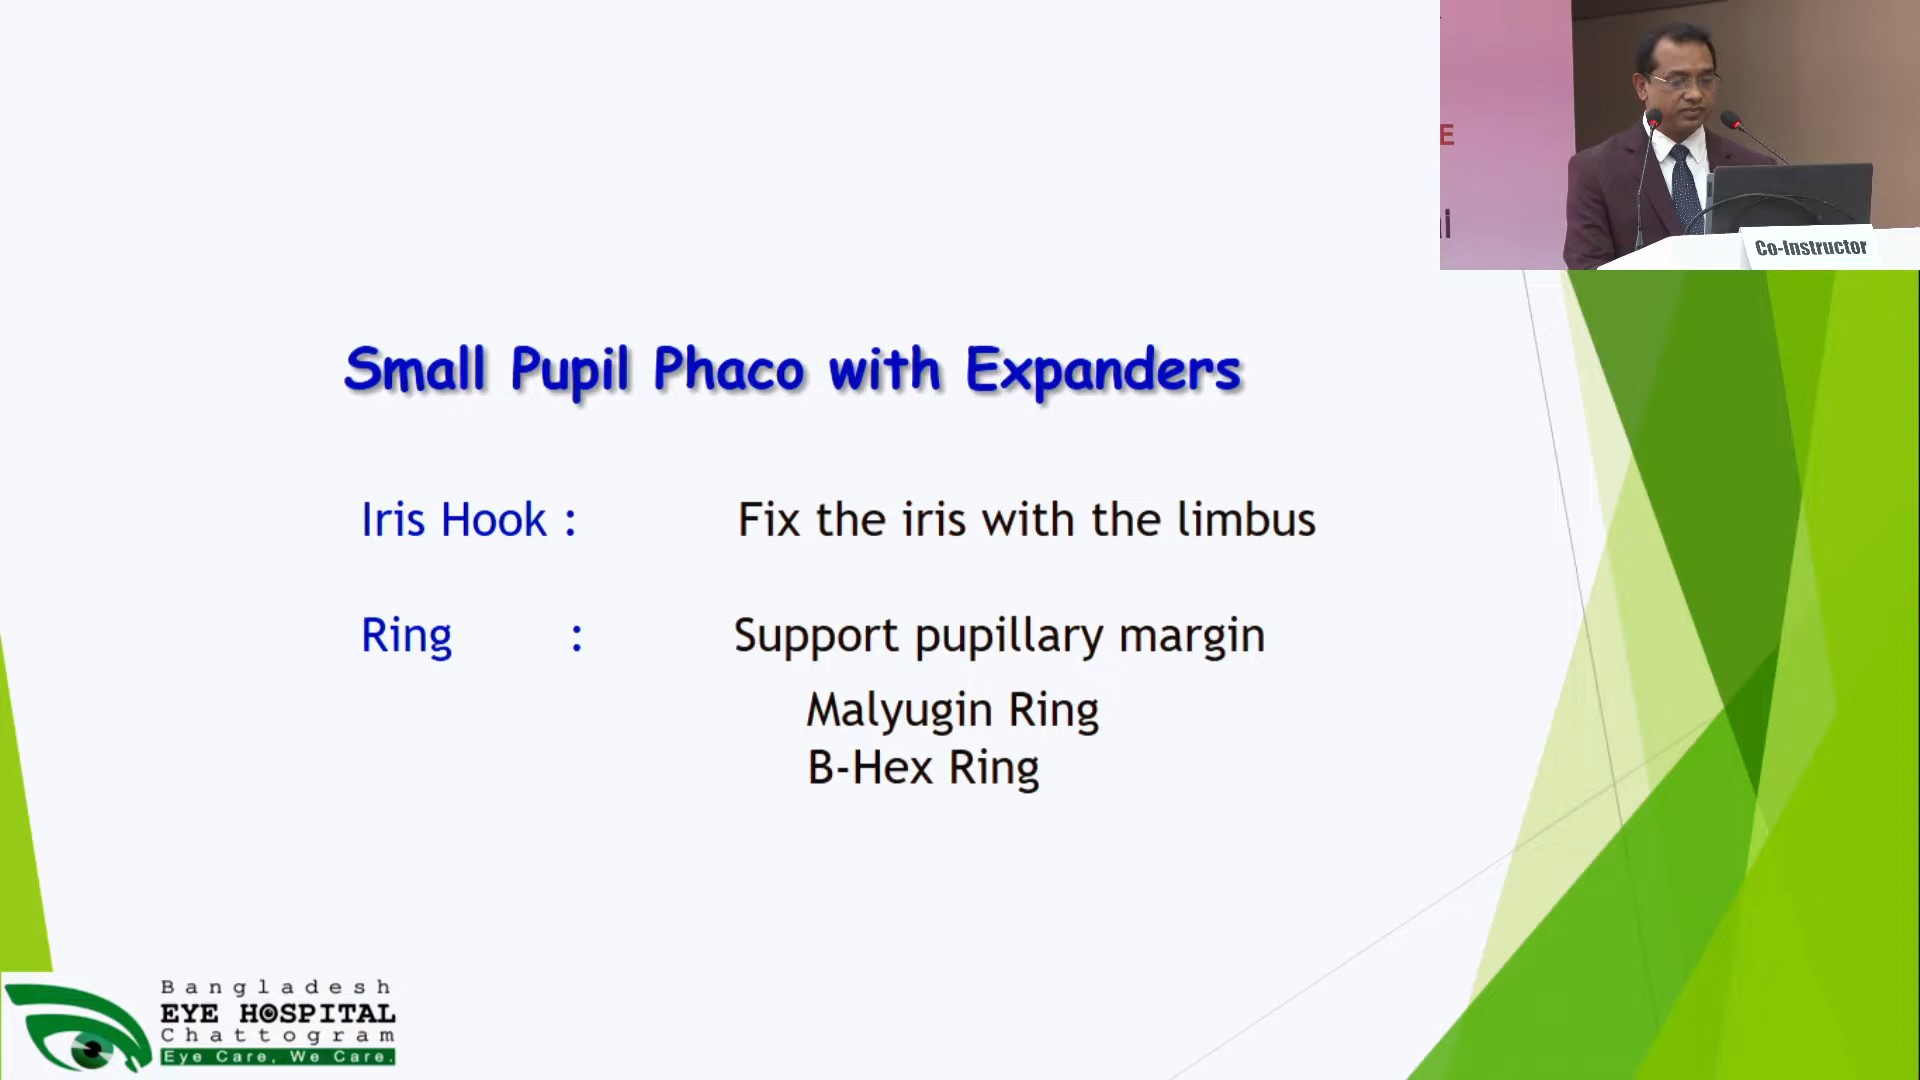 Small Pupil Phaco with Expanders
Iris Hook : Fix the iris with the limbus
Ring : Support pupillary margin
Malyugin Ring
B-Hex Ring
E
Co-Instructor
Bangladesh
EYE HOSPITAL
Chattogram
Eye Care, We Care.